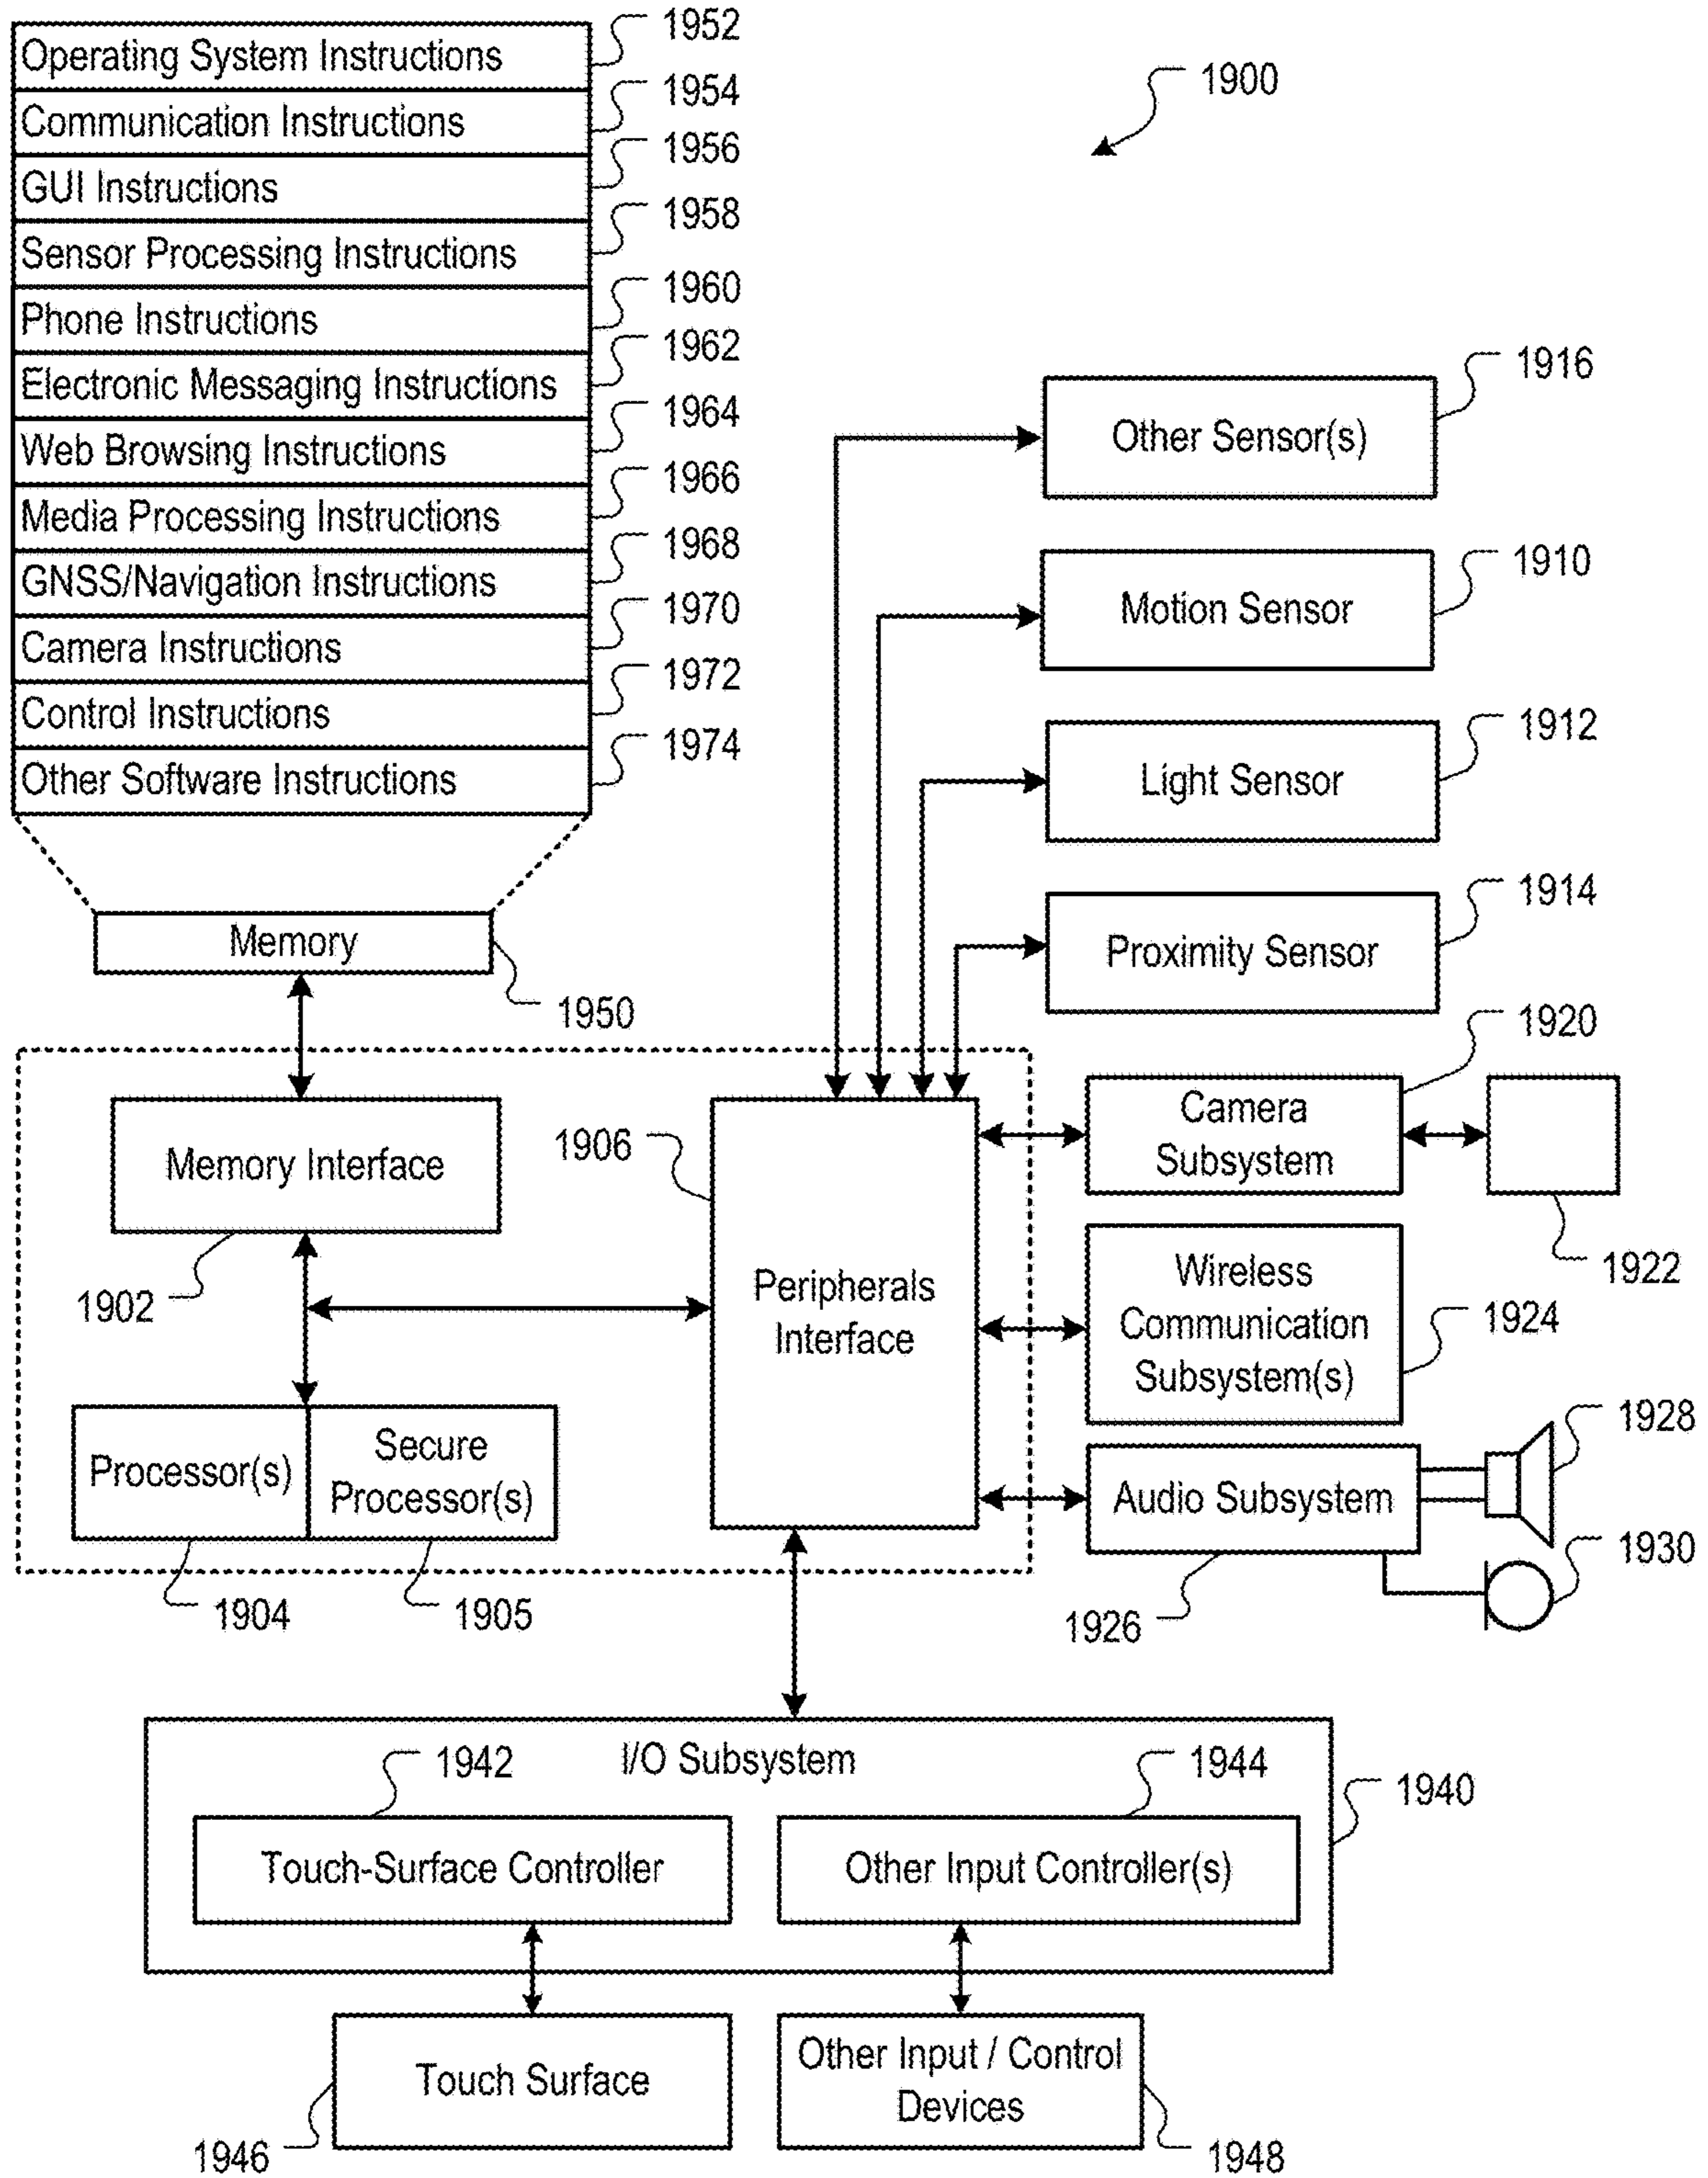 1952
Operating System Instructions
1954
Communication Instructions
1956
GUI Instructions
1958
Sensor Processing Instructions
1960
Phone Instructions
1962
Electronic Messaging Instructions
1964
Web Browsing Instructions
1966
Media Processing Instructions
1968
GNSS/Navigation Instructions
1970
Camera Instructions
1972
Control Instructions
1974
Other Software Instructions
Memory
1950
1900
1916
Other Sensor(s)
1910
Motion Sensor
1912
Light Sensor
1914
Proximity Sensor
1920
Camera
Subsystem
1922
Memory Interface
1902
1906
Peripherals
Interface
Wireless
Communication
Subsystem(s)
1924
Processor(s)
Secure
Processor(s)
1904
1905
Audio Subsystem
1926
1928
1930
I/O Subsystem
1942
1944
1940
Touch-Surface Controller
Other Input Controller(s)
Touch Surface
1946
Other Input / Control
Devices
1948